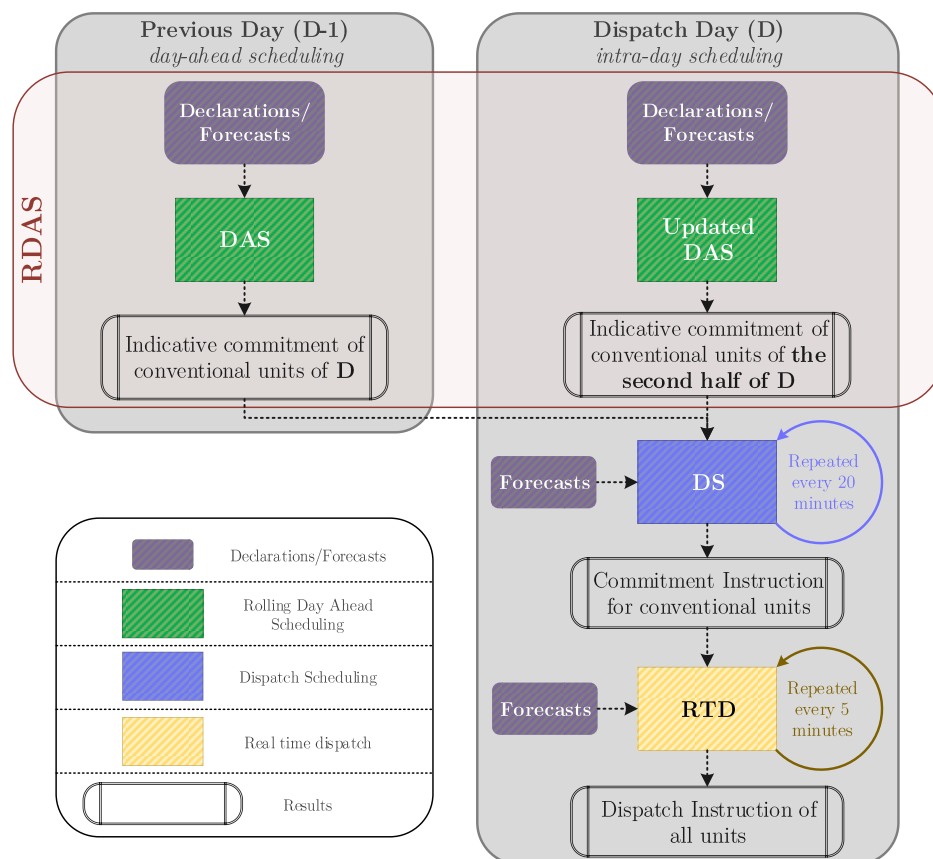 Previous Day (D-1)
day-ahead scheduling
Declarations/
Forecasts
DAS
Indicative commitment of
conventional units of D
RDAS
Dispatch Day (D)
intra-day scheduling
Declarations/
Forecasts
Updated
DAS
Indicative commitment of
conventional units of the
second half of D
Forecasts
DS
Repeated
every 20
minutes
Commitment Instruction
for conventional units
Forecasts
RTD
Repeated
every 5
minutes
Dispatch Instruction of
all units
Declarations/Forecasts
Rolling Day Ahead
Scheduling
Dispatch Scheduling
Real time dispatch
Results